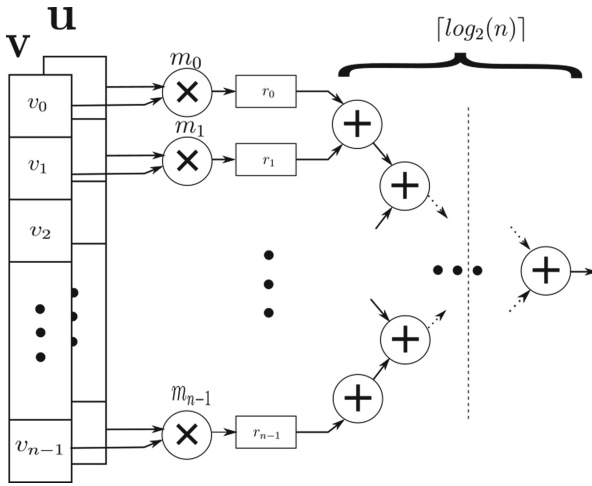 u
v
⌈log₂(n)⌉
m₀
v₀
r₀
m₁
v₁
r₁
v₂
mₙ₋₁
vₙ₋₁
rₙ₋₁